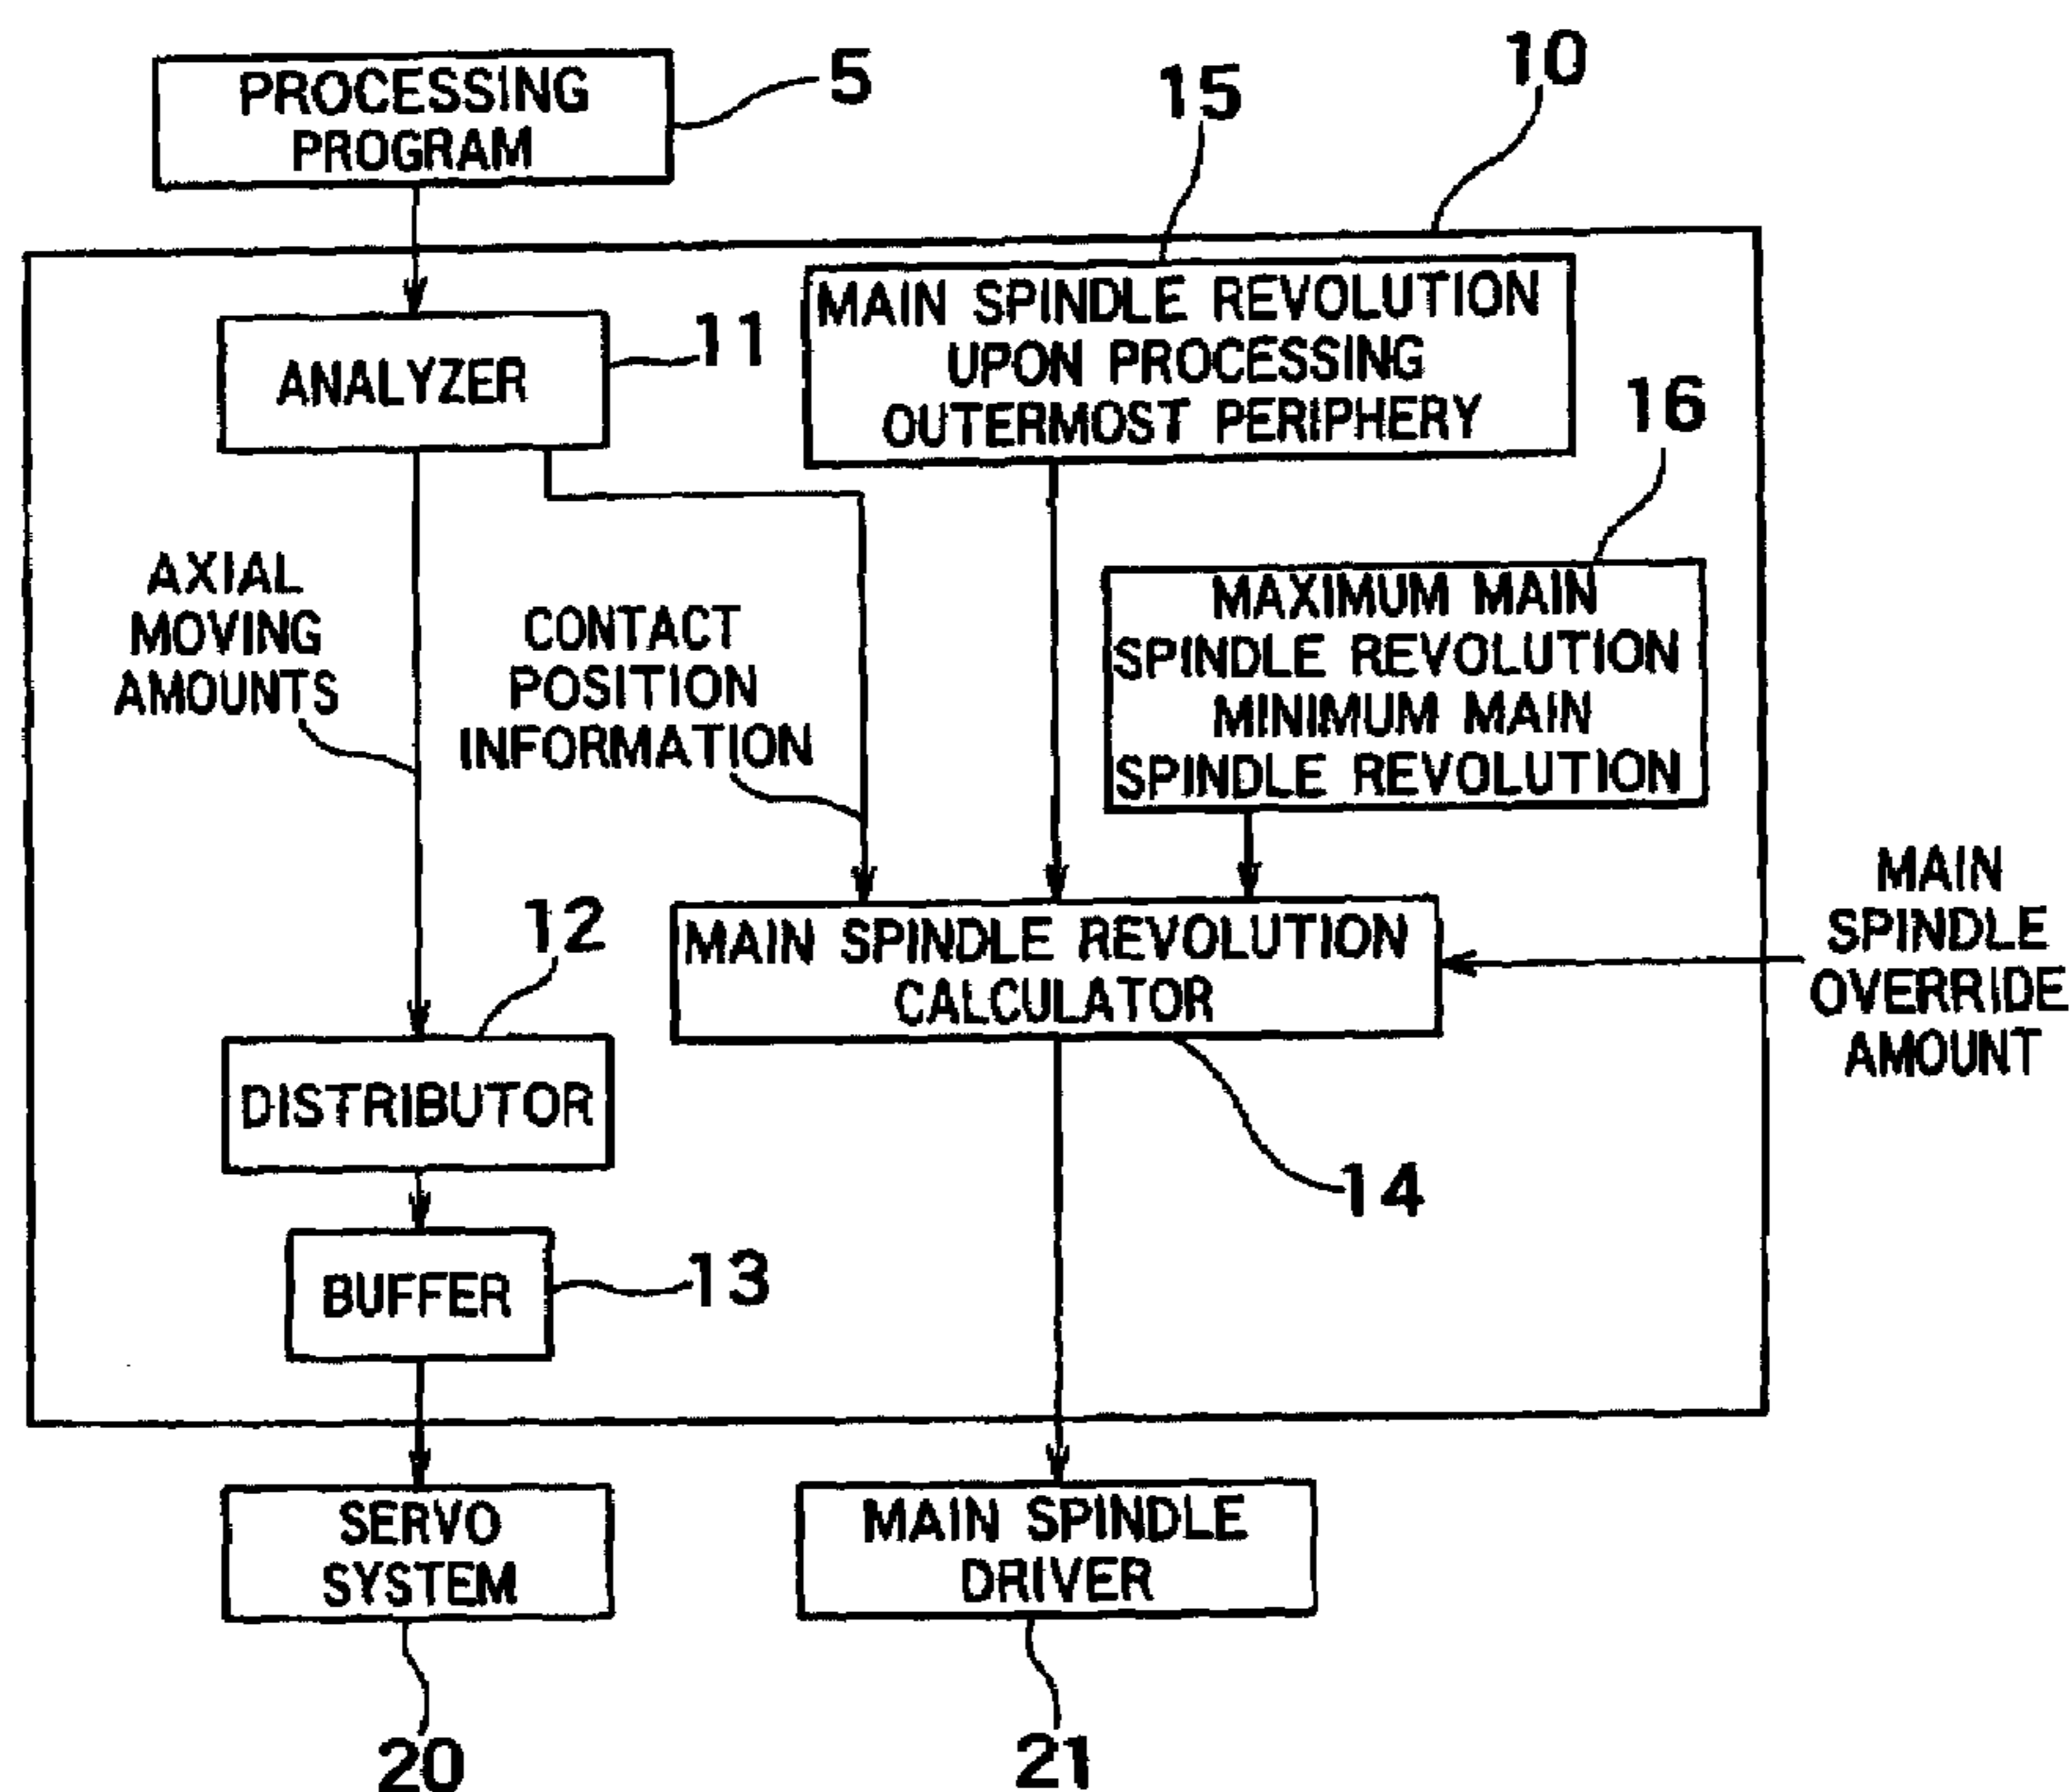 PROCESSING
PROGRAM
5
15
10
ANALYZER
11
MAIN SPINDLE REVOLUTION
UPON PROCESSING
OUTERMOST PERIPHERY
16
AXIAL
MOVING
AMOUNTS
CONTACT
POSITION
INFORMATION
MAXIMUM MAIN
SPINDLE REVOLUTION
MINIMUM MAIN
SPINDLE REVOLUTION
MAIN
SPINDLE
OVERRIDE
AMOUNT
12
MAIN SPINDLE REVOLUTION
CALCULATOR
DISTRIBUTOR
14
BUFFER
13
SERVO
SYSTEM
MAIN SPINDLE
DRIVER
20
21